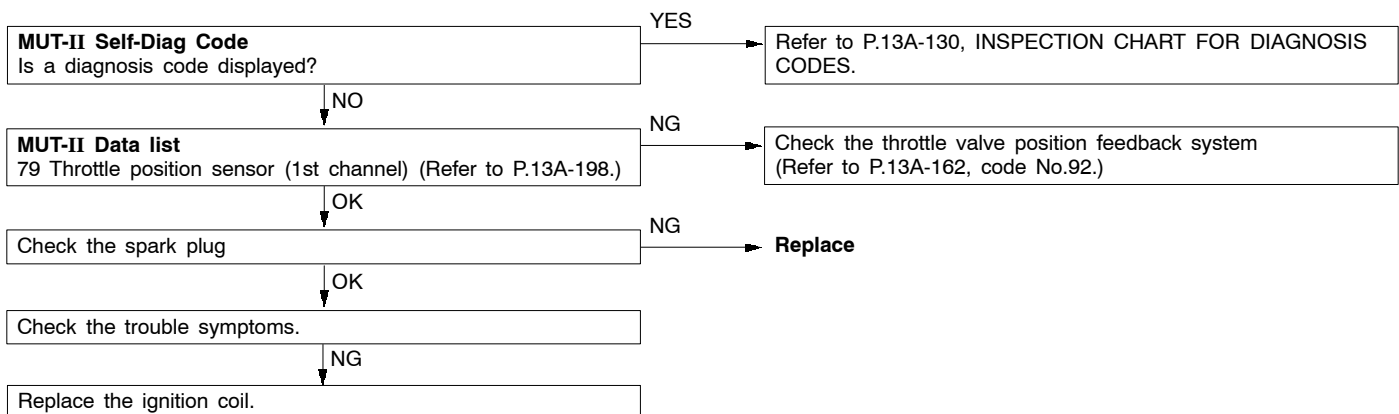 YES
MUT-II Self-Diag Code
Is a diagnosis code displayed?
Refer to P.13A-130, INSPECTION CHART FOR DIAGNOSIS
CODES.
NO
MUT-II Data list
79 Throttle position sensor (1st channel) (Refer to P.13A-198.)
NG
Check the throttle valve position feedback system
(Refer to P.13A-162, code No.92.)
OK
Check the spark plug
NG
Replace
OK
Check the trouble symptoms.
NG
Replace the ignition coil.